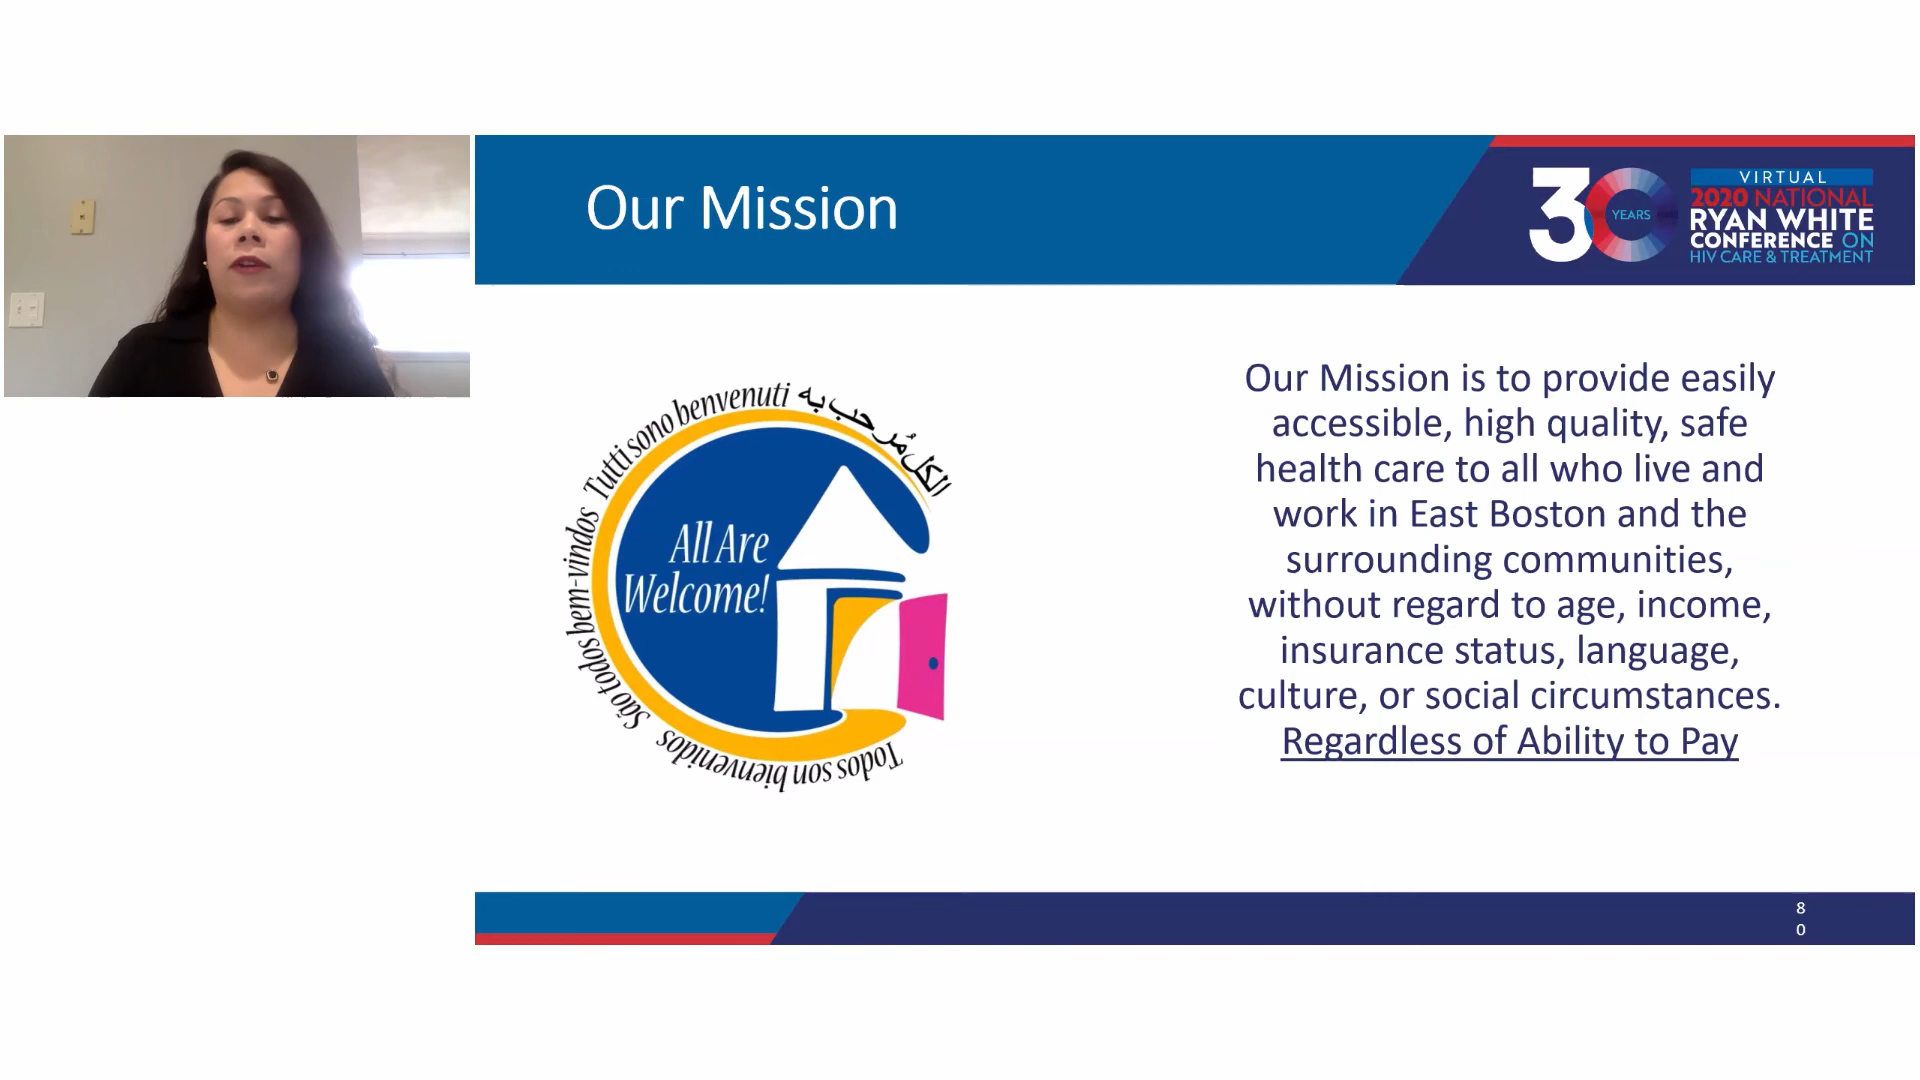 Our Mission
30
YEARS
VIRTUAL
2020 NATIONAL
RYAN WHITE
CONFERENCE ON
HIV CARE & TREATMENT
Todos son bienvenidos
São todos bem-vindos
Tutti sono benvenuti
الكل مُرحب به
All Are
Welcome!
Our Mission is to provide easily
accessible, high quality, safe
health care to all who live and
work in East Boston and the
surrounding communities,
without regard to age, income,
insurance status, language,
culture, or social circumstances.
Regardless of Ability to Pay
8
0